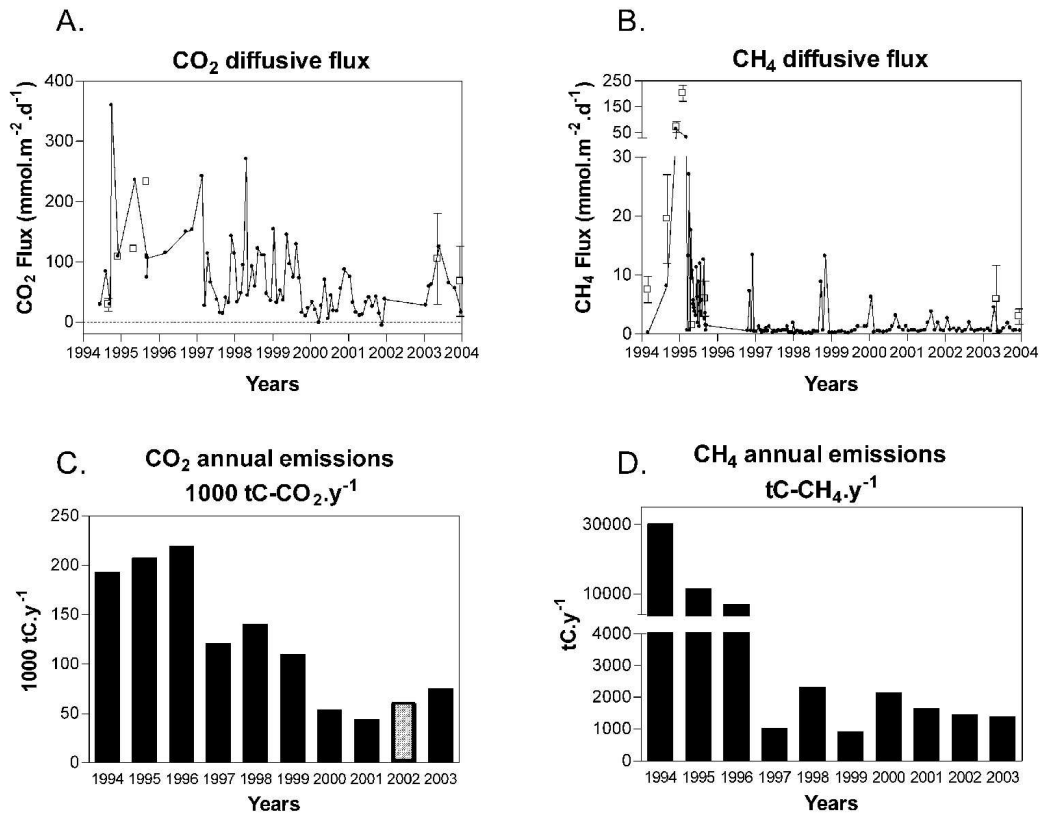 A.
CO₂ diffusive flux
CO₂ Flux (mmol.m⁻².d⁻¹)
400
300
200
100
0
1994 1995 1996 1997 1998 1999 2000 2001 2002 2003 2004
Years
B.
CH₄ diffusive flux
CH₄ Flux (mmol.m⁻².d⁻¹)
250
150
50
30
20
10
0
1994 1995 1996 1997 1998 1999 2000 2001 2002 2003 2004
Years
C.
CO₂ annual emissions
1000 tC-CO₂.y⁻¹
1000 tC.y⁻¹
250
200
150
100
50
0
1994 1995 1996 1997 1998 1999 2000 2001 2002 2003
Years
D.
CH₄ annual emissions
tC-CH₄.y⁻¹
tC.y⁻¹
30000
10000
4000
3000
2000
1000
0
1994 1995 1996 1997 1998 1999 2000 2001 2002 2003
Years